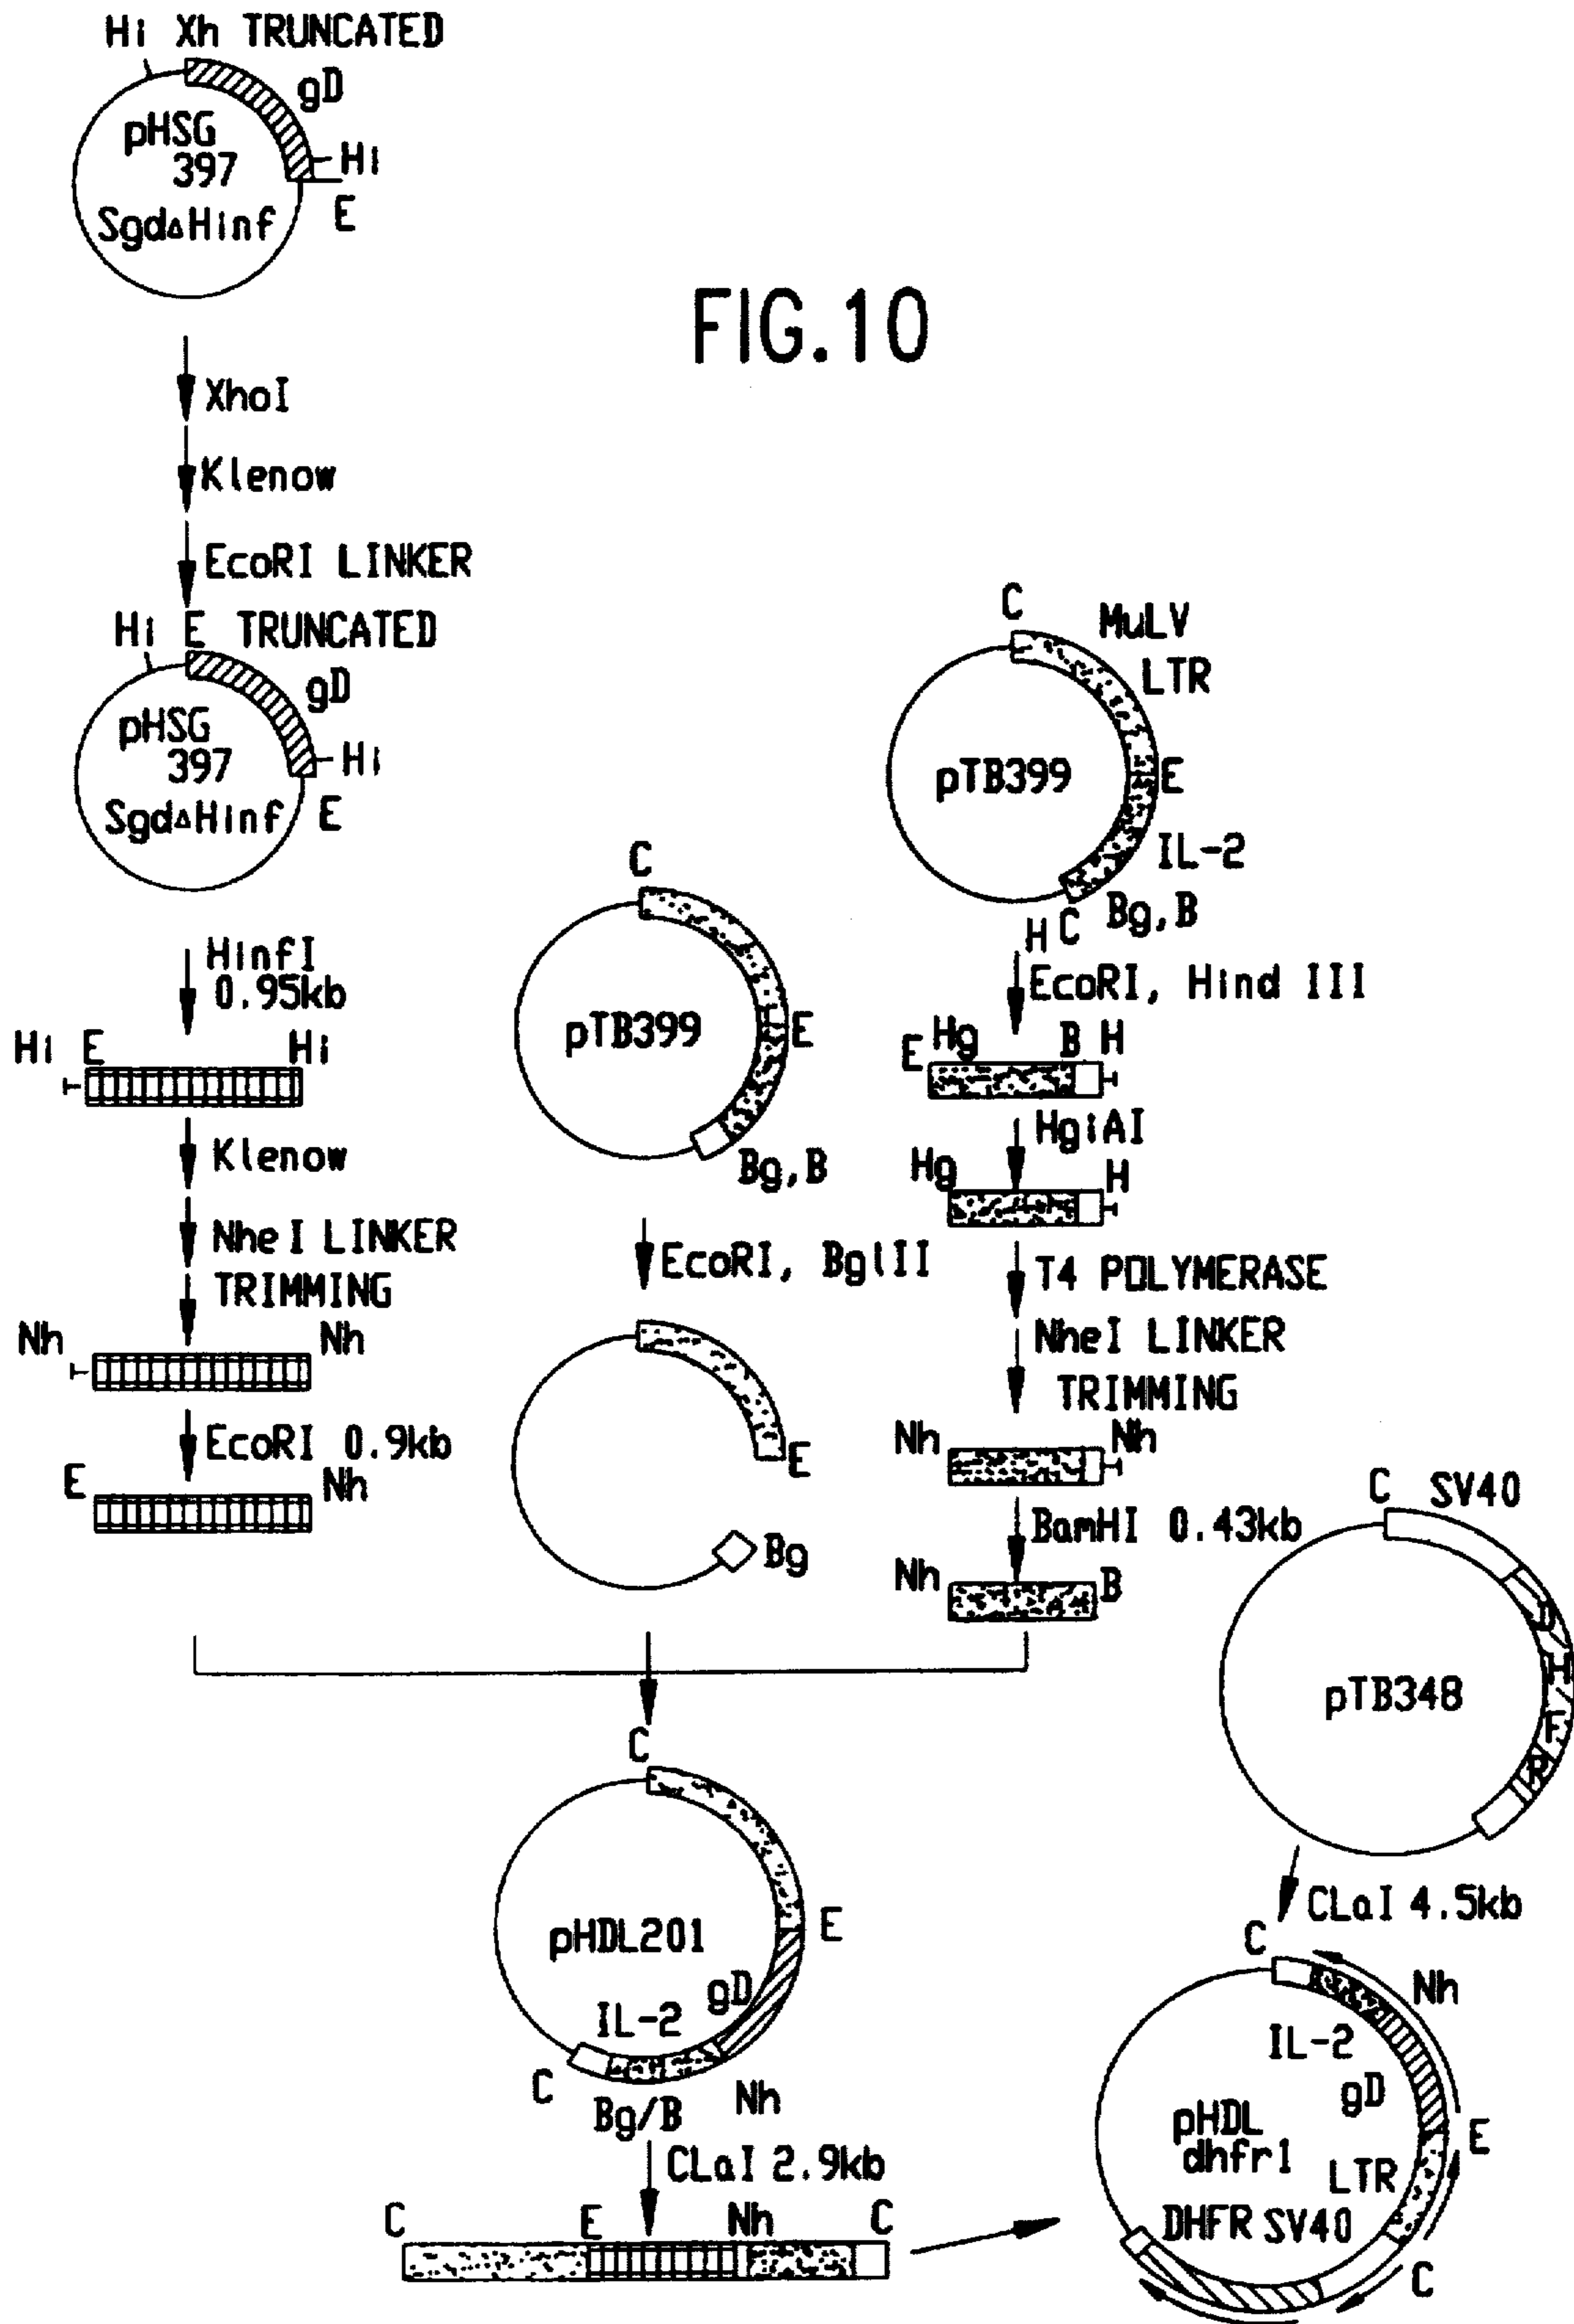 Hi Xh TRUNCATED
gD
pHSG
397
SgdΔHinf
Hi
E
FIG.10
XhoI
Klenow
EcoRI LINKER
Hi E TRUNCATED
gD
pHSG
397
SgdΔHinf
Hi
E
HinfI
0.95kb
Hi E Hi
Klenow
NheI LINKER
TRIMMING
Nh Nh
EcoRI 0.9kb
E Nh
C
pTB399
E
Bg,B
EcoRI, BglII
E
Bg
C MuLV
LTR
pTB399
E
IL-2
Bg,B
H C
EcoRI, Hind III
E Hg B H
HgiAI
Hg H
T4 POLYMERASE
NheI LINKER
TRIMMING
Nh Nh
BamHI 0.43kb
Nh B
C SV40
DHFR
pTB348
CLaI 4.5kb
C
pHDL201
E
gD
IL-2
C
Bg/B
Nh
CLaI 2.9kb
C E Nh C
C
Nh
IL-2
gD
pHDL
dhfr1
E
LTR
DHFR SV40
C